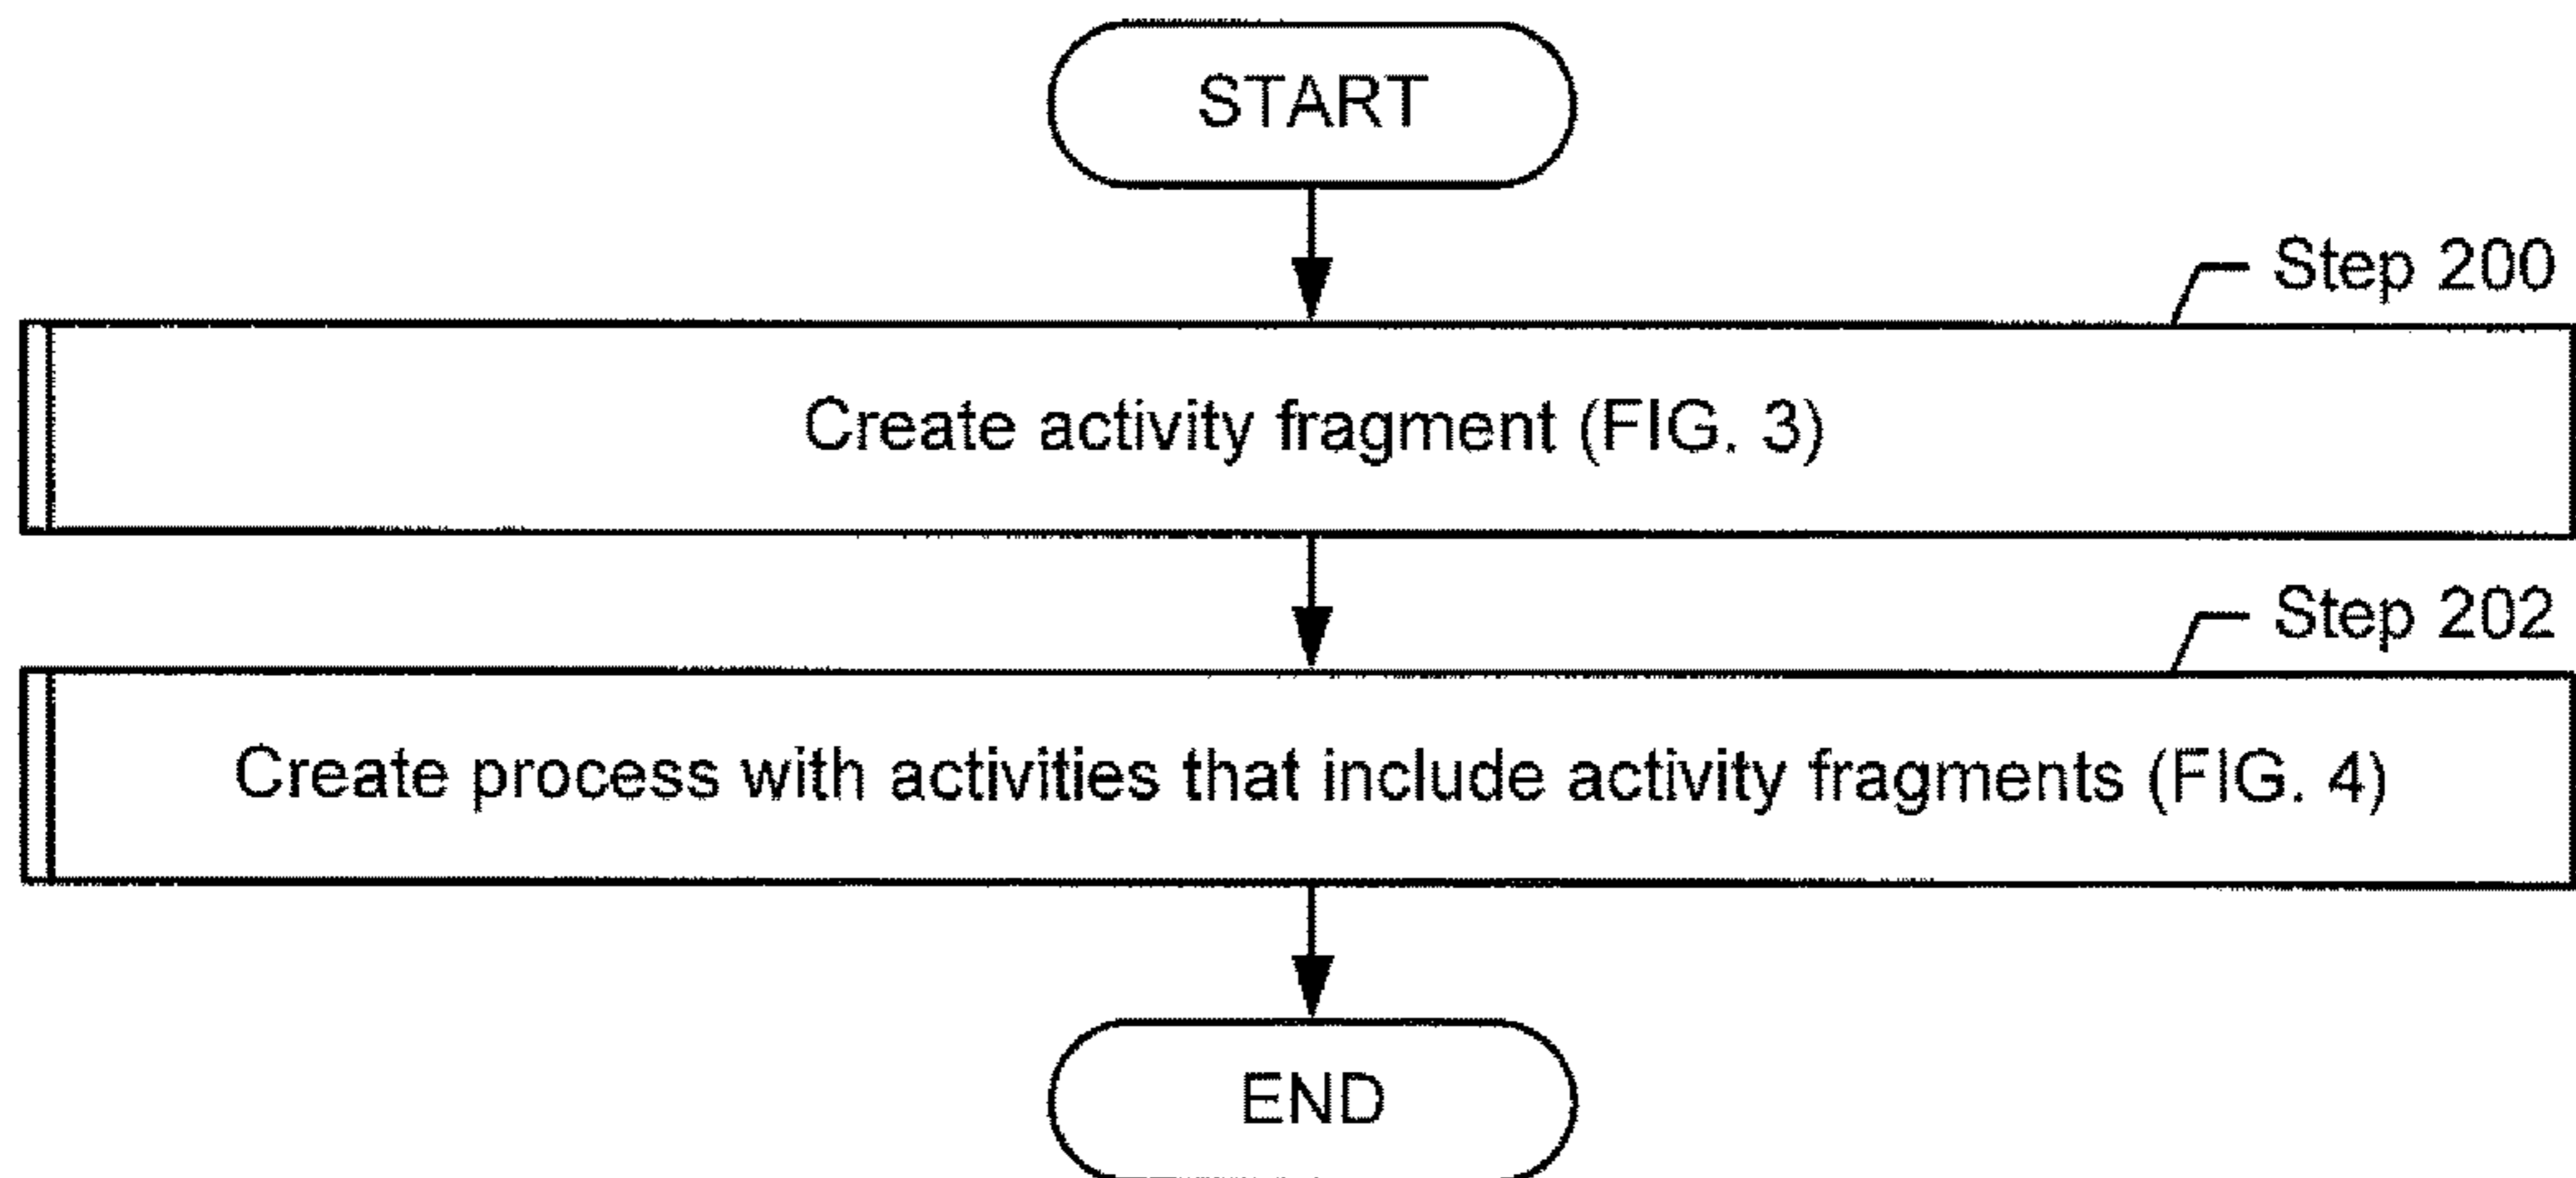 START
Step 200
Create activity fragment (FIG. 3)
Step 202
Create process with activities that include activity fragments (FIG. 4)
END